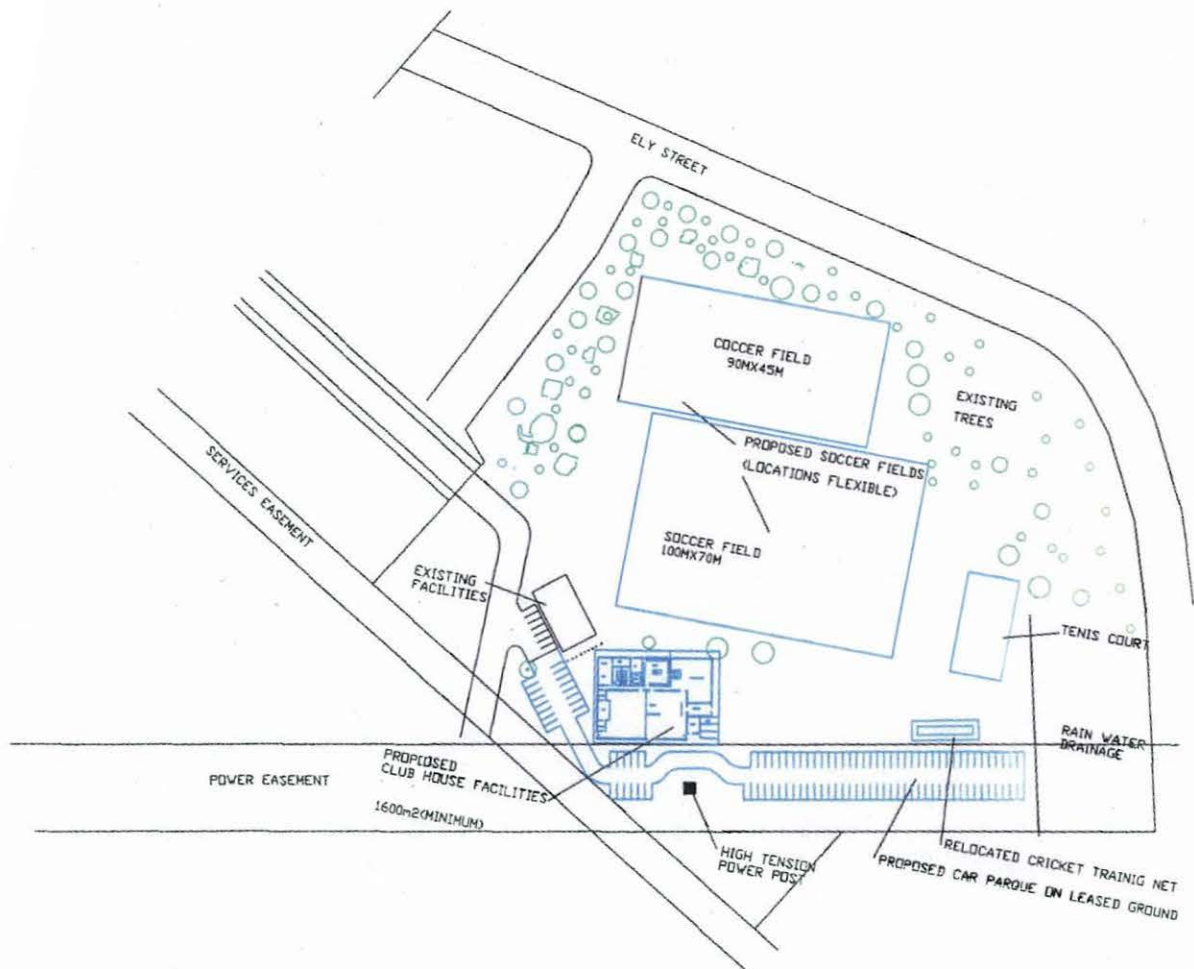 ELY STREET
COCCER FIELD
90MX45M
EXISTING
TREES
PROPOSED SOCCER FIELDS
(LOCATIONS FLEXIBLE)
SERVICES EASEMENT
SOCCER FIELD
100MX70M
EXISTING
FACILITIES
TENIS COURT
RAIN WATER
DRAINAGE
POWER EASEMENT
PROPOOSED
CLUB HOUSE FACILITIES
1600m2(MINIMUM)
HIGH TENSION
POWER POST
RELOCATED CRICKET TRAINIG NET
PROPOSED CAR PARQUE ON LEASED GROUND